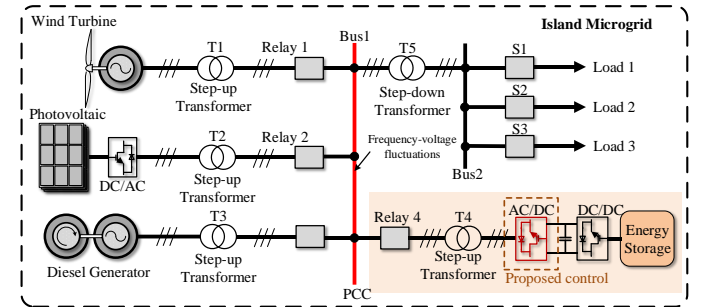 Island Microgrid
Wind Turbine
T1
Relay 1
Bus1
T5
S1
Load 1
Step-up
Transformer
Step-down
Transformer
S2
Load 2
Photovoltaic
T2
Relay 2
Frequency-voltage
fluctuations
S3
Load 3
DC/AC
Step-up
Transformer
Bus2
T3
Relay 4
T4
AC/DC
DC/DC
Energy
Storage
Diesel Generator
Step-up
Transformer
Step-up
Transformer
Proposed control
PCC